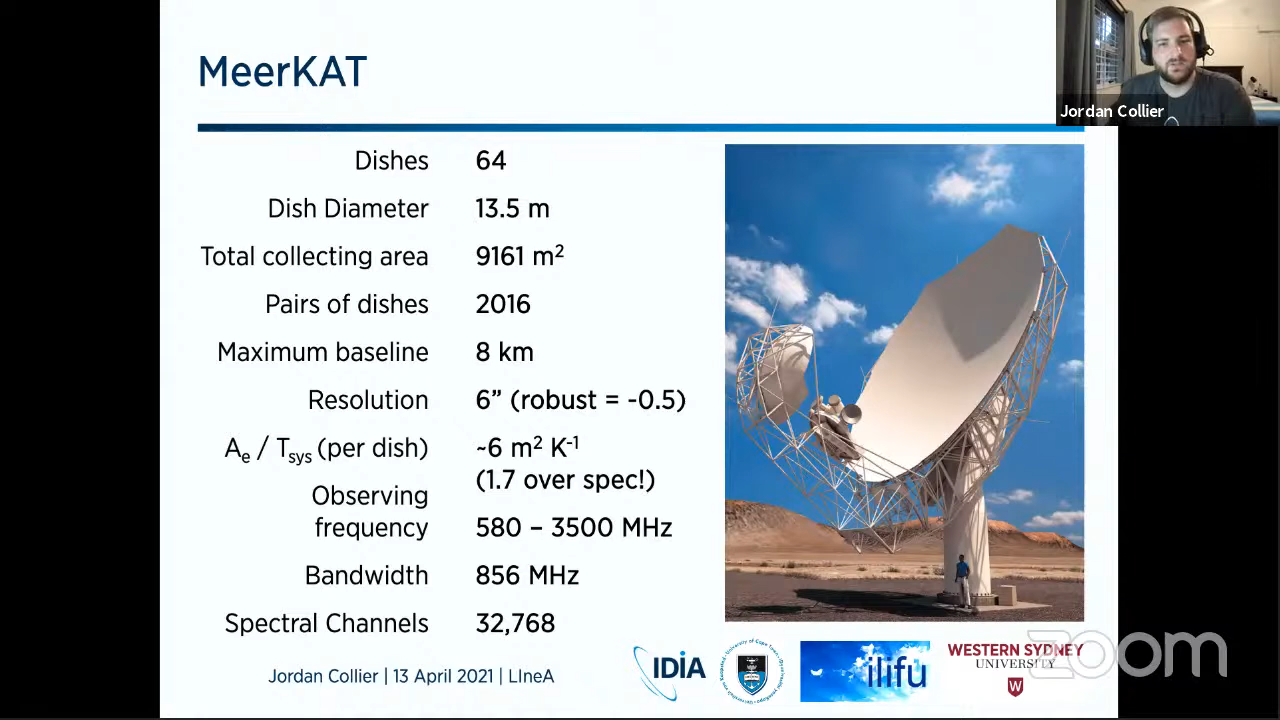 MeerKAT
Jordan Collier
Dishes 64
Dish Diameter 13.5 m
Total collecting area 9161 m²
Pairs of dishes 2016
Maximum baseline 8 km
Resolution 6” (robust = -0.5)
Aₑ / Tsys (per dish) ~6 m² K⁻¹
(1.7 over spec!)
Observing
frequency 580 – 3500 MHz
Bandwidth 856 MHz
Spectral Channels 32,768
Jordan Collier | 13 April 2021 | LIneA
IDIA
ilifu
WESTERN SYDNEY
UNIVERSITY
W
zoom